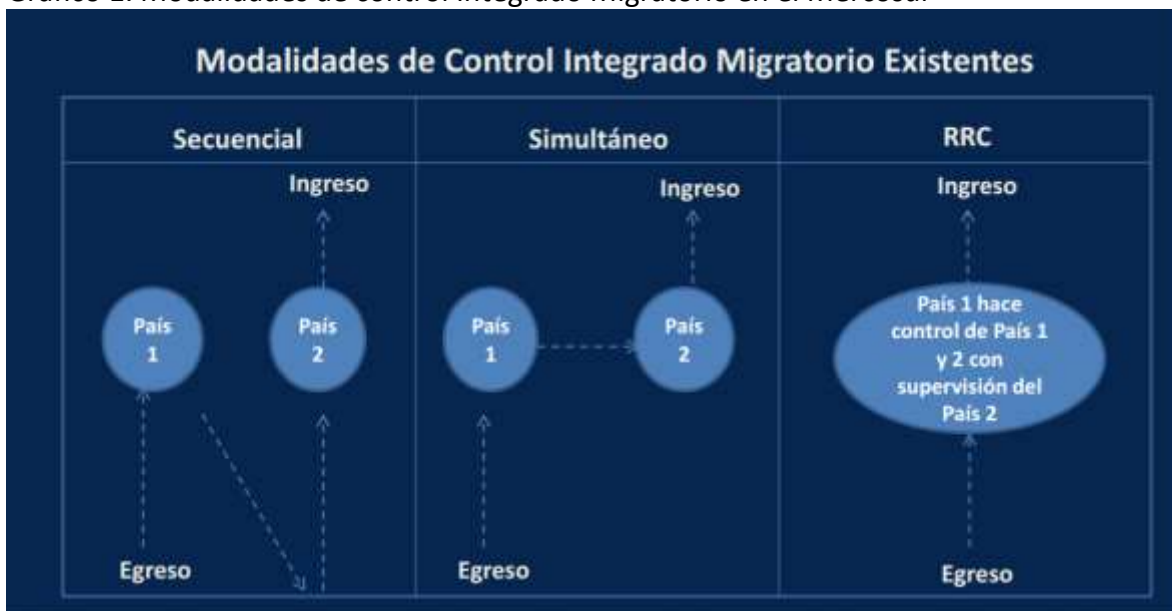 Modalidades de Control Integrado Migratorio Existentes
Secuencial
Simultáneo
RRC
Ingreso
Ingreso
Ingreso
País
1
País
2
País
1
País
2
País 1 hace
control de País 1
y 2 con
supervisión del
País 2
Egreso
Egreso
Egreso